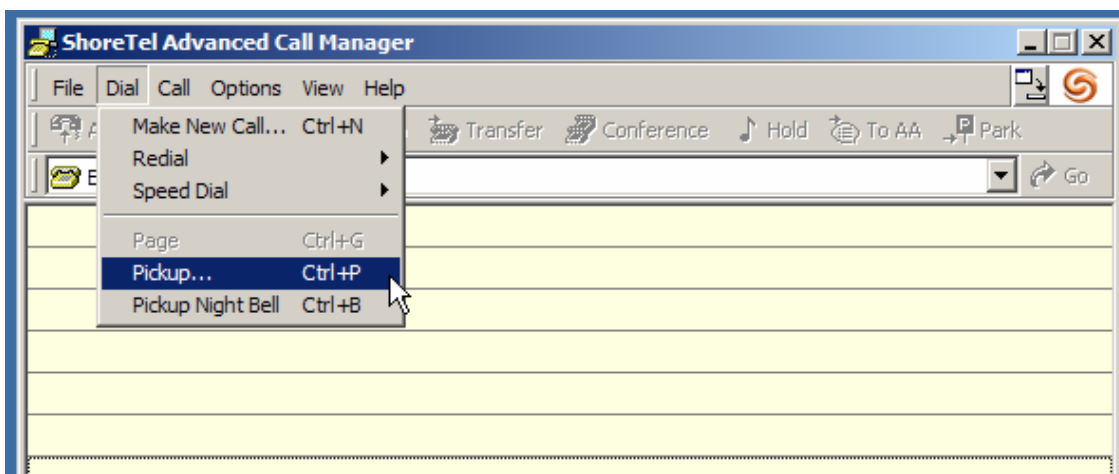 ShoreTel Advanced Call Manager
File Dial Call Options View Help
Transfer Conference Hold To AA Park
Go
Make New Call... Ctrl+N
Redial
Speed Dial
Page Ctrl+G
Pickup... Ctrl+P
Pickup Night Bell Ctrl+B